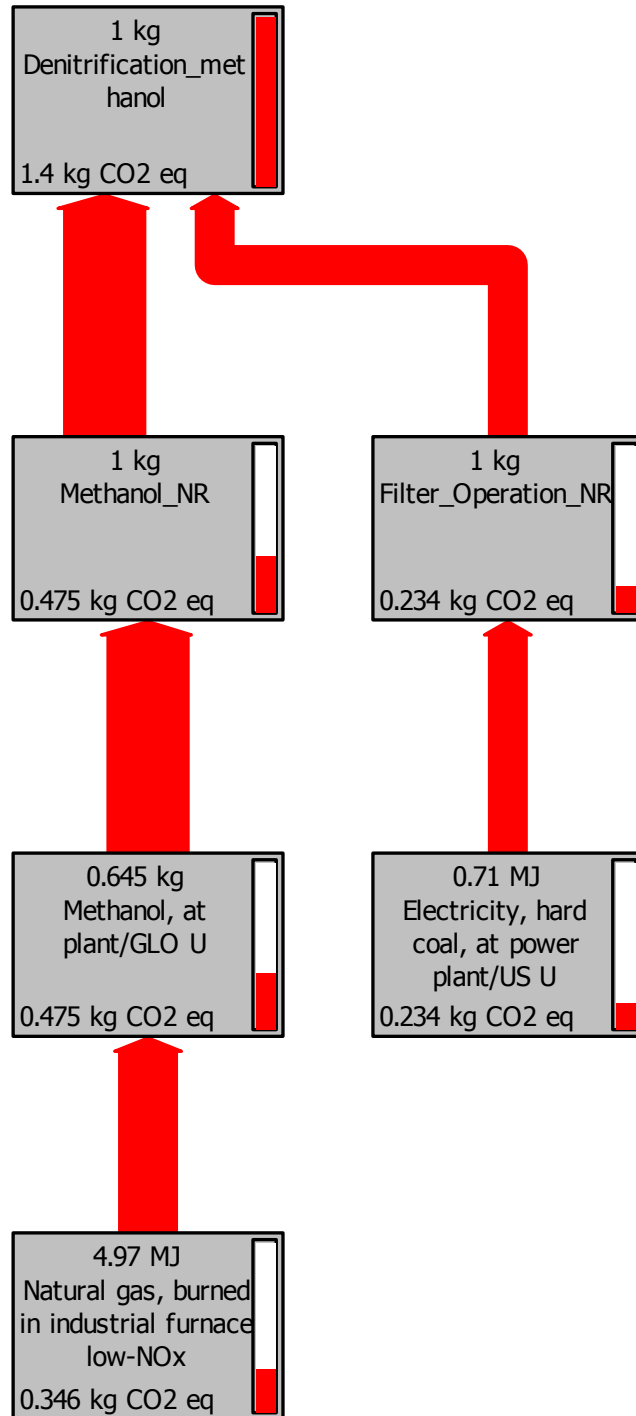 1 kg
Denitrification_met
hanol
1.4 kg CO2 eq
1 kg
Methanol_NR
0.475 kg CO2 eq
1 kg
Filter_Operation_NR
0.234 kg CO2 eq
0.645 kg
Methanol, at
plant/GLO U
0.475 kg CO2 eq
0.71 MJ
Electricity, hard
coal, at power
plant/US U
0.234 kg CO2 eq
4.97 MJ
Natural gas, burned
in industrial furnace
low-NOx
0.346 kg CO2 eq